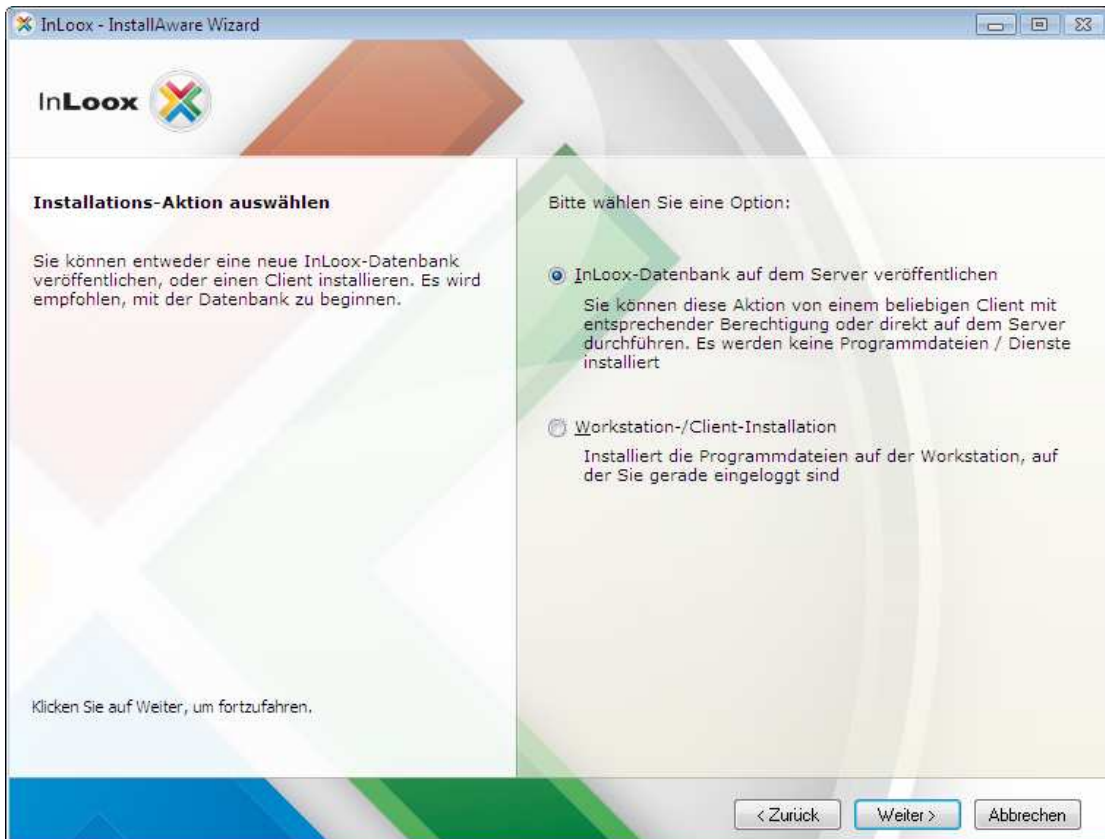 InLoox - InstallAware Wizard
InLoox
Installations-Aktion auswählen
Sie können entweder eine neue InLoox-Datenbank
veröffentlichen, oder einen Client installieren. Es wird
empfohlen, mit der Datenbank zu beginnen.
Klicken Sie auf Weiter, um fortzufahren.
Bitte wählen Sie eine Option:
InLoox-Datenbank auf dem Server veröffentlichen
Sie können diese Aktion von einem beliebigen Client mit
entsprechender Berechtigung oder direkt auf dem Server
durchführen. Es werden keine Programmdateien / Dienste
installiert
Workstation-/Client-Installation
Installiert die Programmdateien auf der Workstation, auf
der Sie gerade eingeloggt sind
< Zurück
Weiter >
Abbrechen